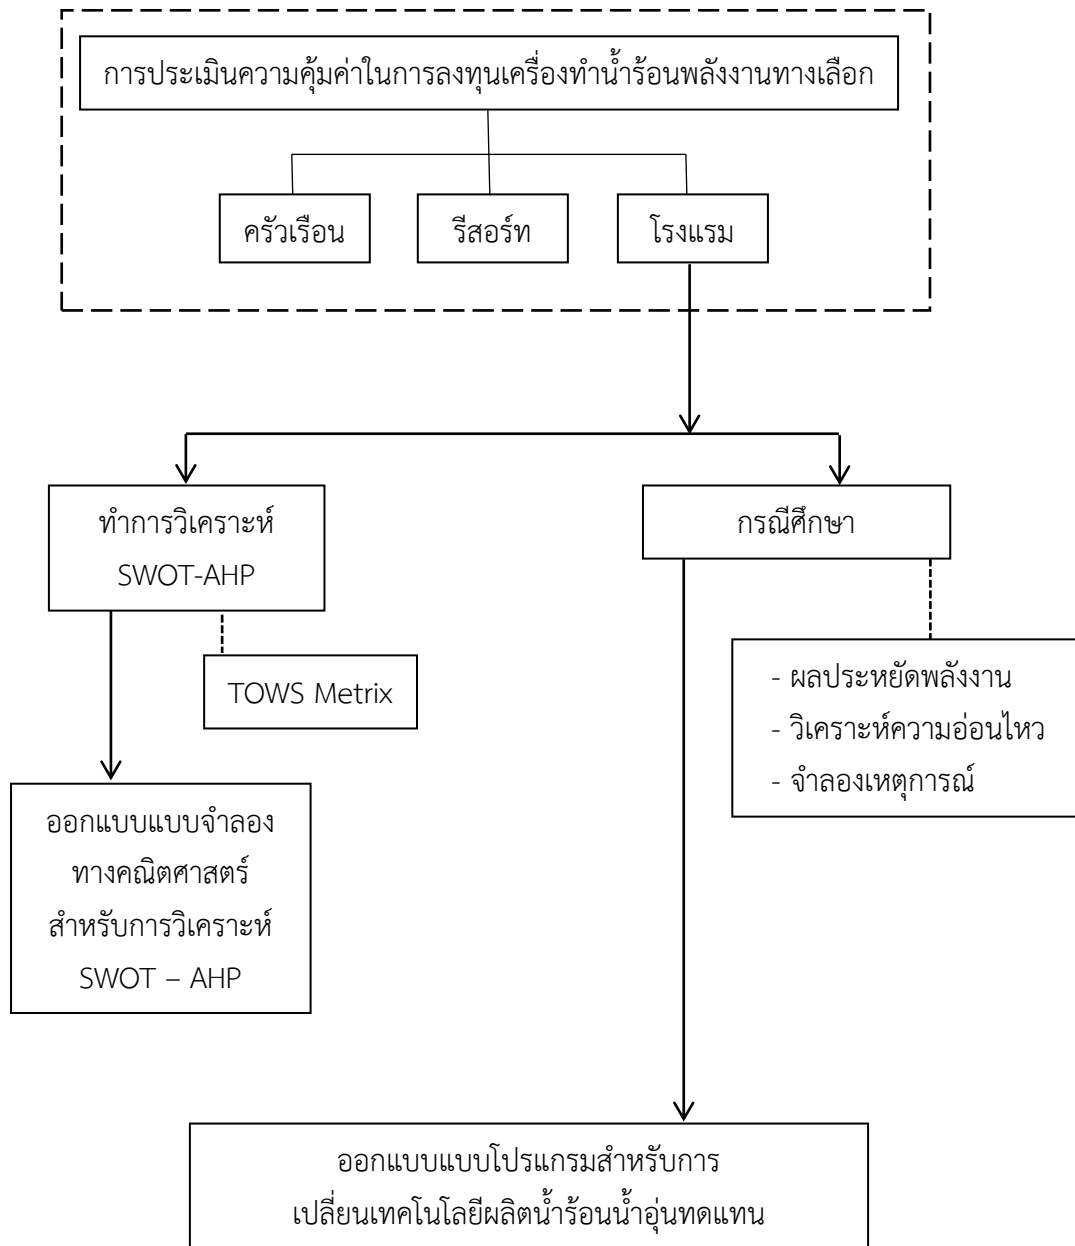 การประเมินความคุ้มค่าในการลงทุนเครื่องทำน้ำร้อนพลังงานทางเลือก
ครัวเรือน
รีสอร์ท
โรงแรม
ทำการวิเคราะห์
SWOT-AHP
กรณีศึกษา
TOWS Metrix
- ผลประหยัดพลังงาน
- วิเคราะห์ความอ่อนไหว
- จำลองเหตุการณ์
ออกแบบแบบจำลอง
ทางคณิตศาสตร์
สำหรับการวิเคราะห์
SWOT – AHP
ออกแบบแบบโปรแกรมสำหรับการ
เปลี่ยนเทคโนโลยีผลิตน้ำร้อนน้ำอุ่นทดแทน